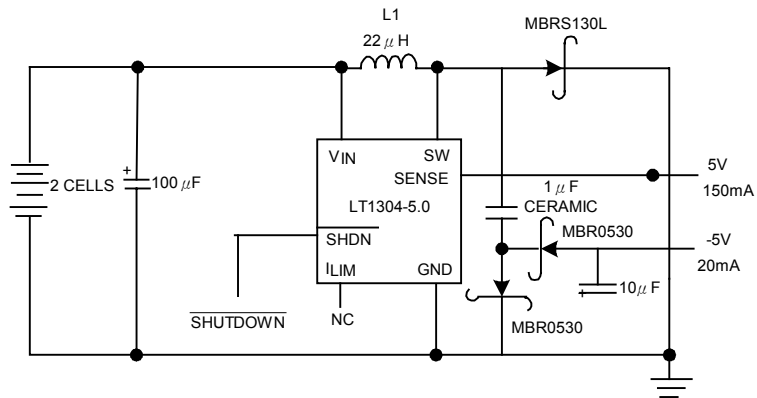 L1
22μH
MBRS130L
VIN
SW
SENSE
5V
150mA
2 CELLS
+
100μF
LT1304-5.0
1μF
CERAMIC
MBR0530
SHDN
-5V
20mA
ILIM
GND
+
10μF
SHUTDOWN
NC
MBR0530